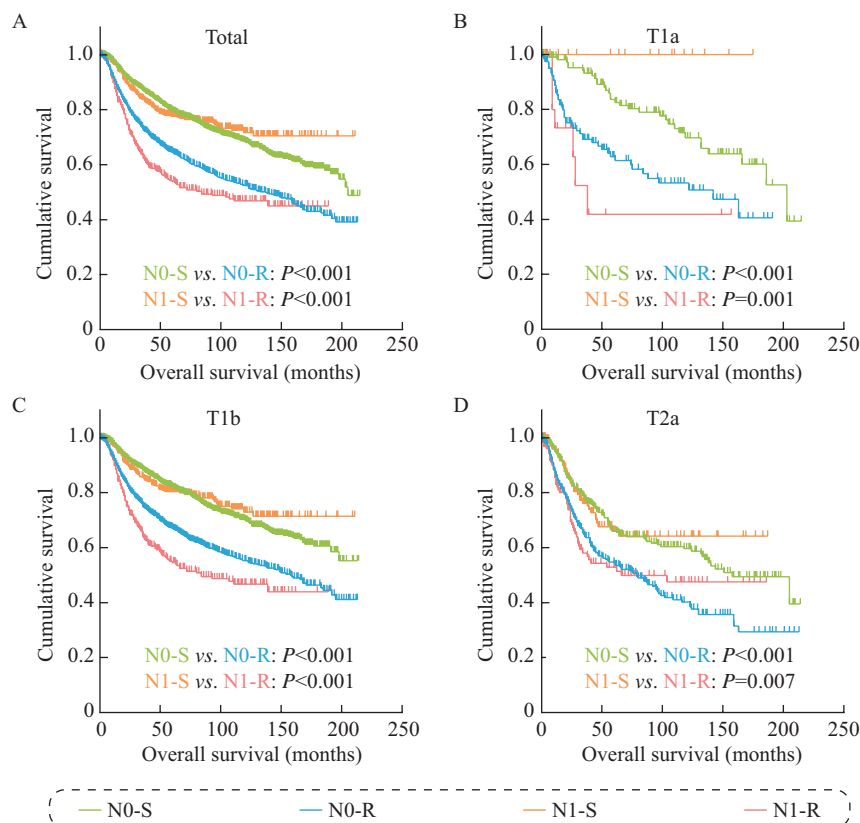 A
Total
Cumulative survival
1.0
0.8
0.6
0.4
0.2
0
N0-S vs. N0-R: P<0.001
N1-S vs. N1-R: P<0.001
0 50 100 150 200 250
Overall survival (months)
B
T1a
Cumulative survival
1.0
0.8
0.6
0.4
0.2
0
N0-S vs. N0-R: P<0.001
N1-S vs. N1-R: P=0.001
0 50 100 150 200 250
Overall survival (months)
C
T1b
Cumulative survival
1.0
0.8
0.6
0.4
0.2
0
N0-S vs. N0-R: P<0.001
N1-S vs. N1-R: P<0.001
0 50 100 150 200 250
Overall survival (months)
D
T2a
Cumulative survival
1.0
0.8
0.6
0.4
0.2
0
N0-S vs. N0-R: P<0.001
N1-S vs. N1-R: P=0.007
0 50 100 150 200 250
Overall survival (months)
N0-S N0-R N1-S N1-R